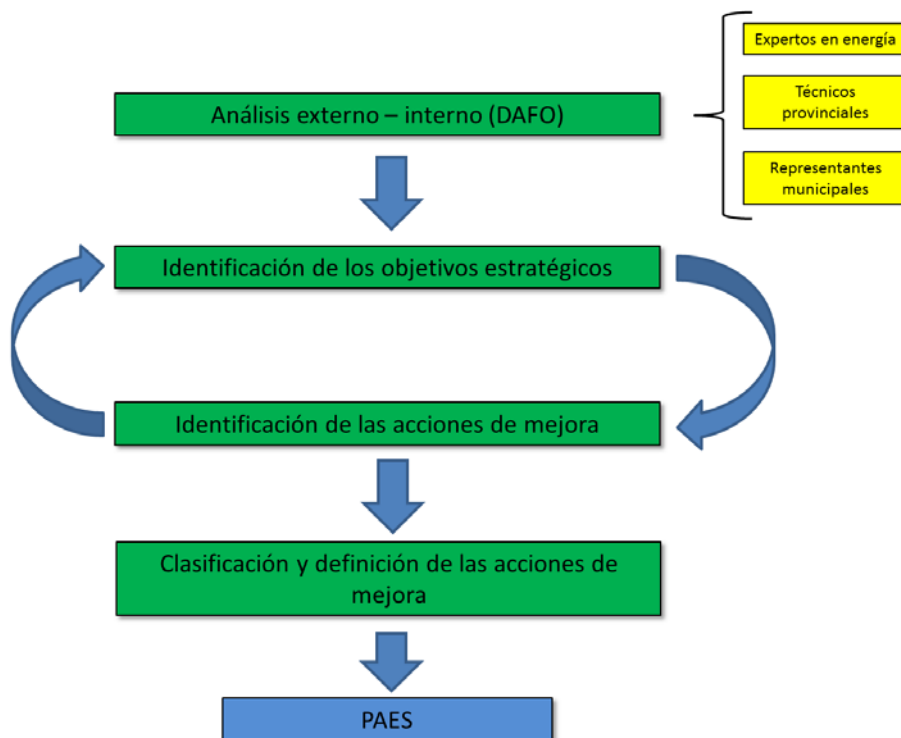 Expertos en energía
Análisis externo – interno (DAFO)
Técnicos
provinciales
Representantes
municipales
Identificación de los objetivos estratégicos
Identificación de las acciones de mejora
Clasificación y definición de las acciones de
mejora
PAES